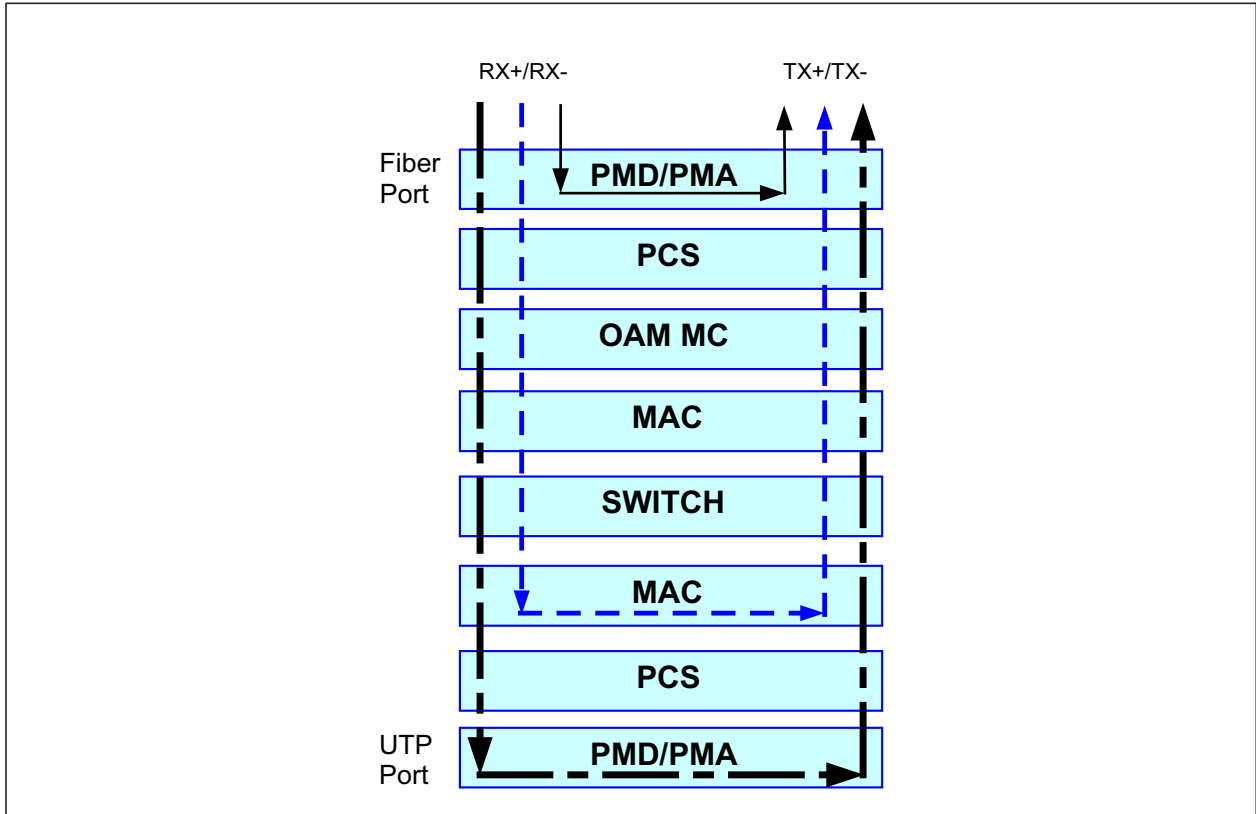 RX+/RX-
TX+/TX-
Fiber
Port
PMD/PMA
PCS
OAM MC
MAC
SWITCH
MAC
PCS
UTP
Port
PMD/PMA